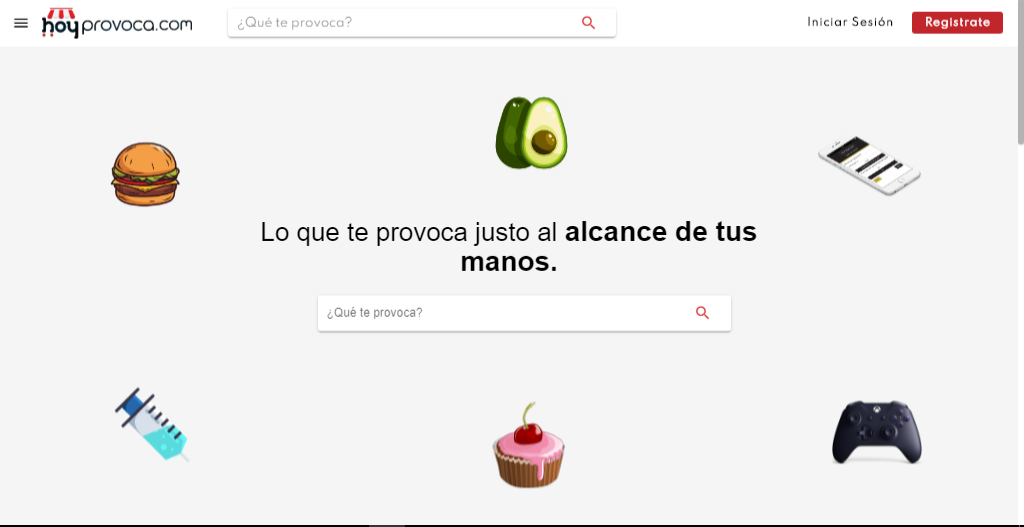 hoyprovoca.com
¿Qué te provoca?
Iniciar Sesión
Registrate
Lo que te provoca justo al alcance de tus
manos.
¿Qué te provoca?